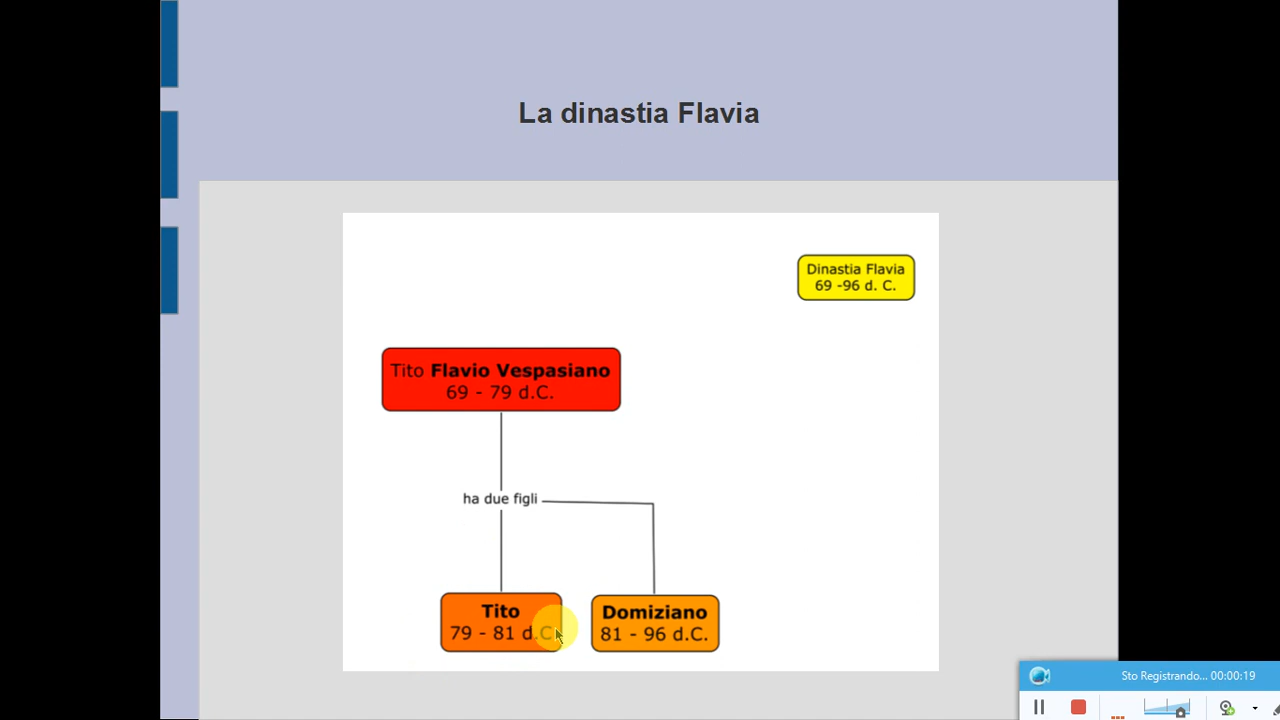 La dinastia Flavia
Dinastia Flavia
69 -96 d. C.
Tito Flavio Vespasiano
69 - 79 d.C.
ha due figli
Tito
79 - 81 d.C.
Domiziano
81 - 96 d.C.
Sto Registrando... 00:00:19